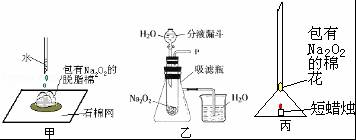 水
包有Na₂O₂的
脱脂棉
石棉网
甲
H₂O
分液漏斗
P
吸滤瓶
Na₂O₂
H₂O
乙
包有
Na₂O₂
的棉
花
短蜡烛
丙